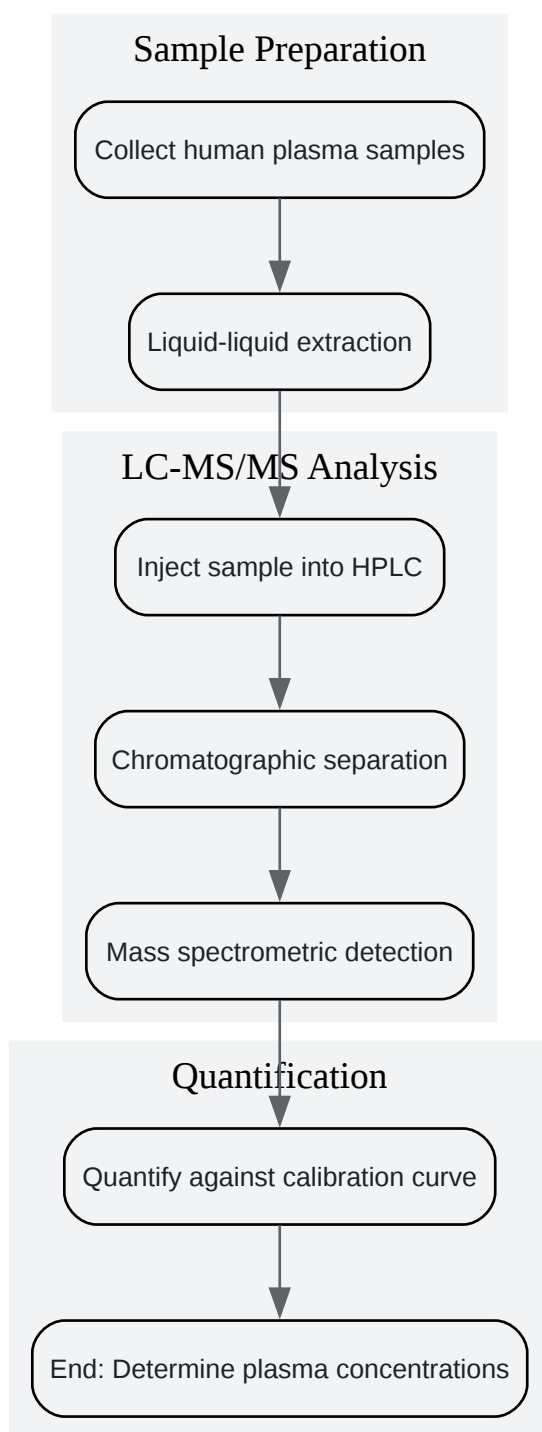 Sample Preparation
Collect human plasma samples
Liquid-liquid extraction
LC-MS/MS Analysis
Inject sample into HPLC
Chromatographic separation
Mass spectrometric detection
Quantification
Quantify against calibration curve
End: Determine plasma concentrations